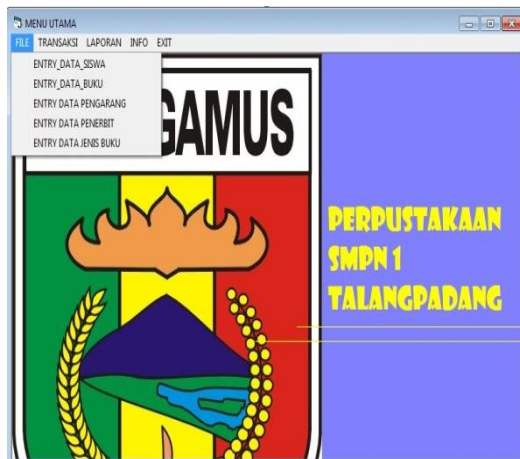 MENU UTAMA
FILE TRANSAKSI LAPORAN INFO EXIT
ENTRY_DATA_SISWA
ENTRY_DATA_BUKU
ENTRY DATA PENGARANG
ENTRY DATA PENERBIT
ENTRY DATA JENIS BUKU
GAMUS
PERPUSTAKAAN
SMPN 1
TALANGPADANG